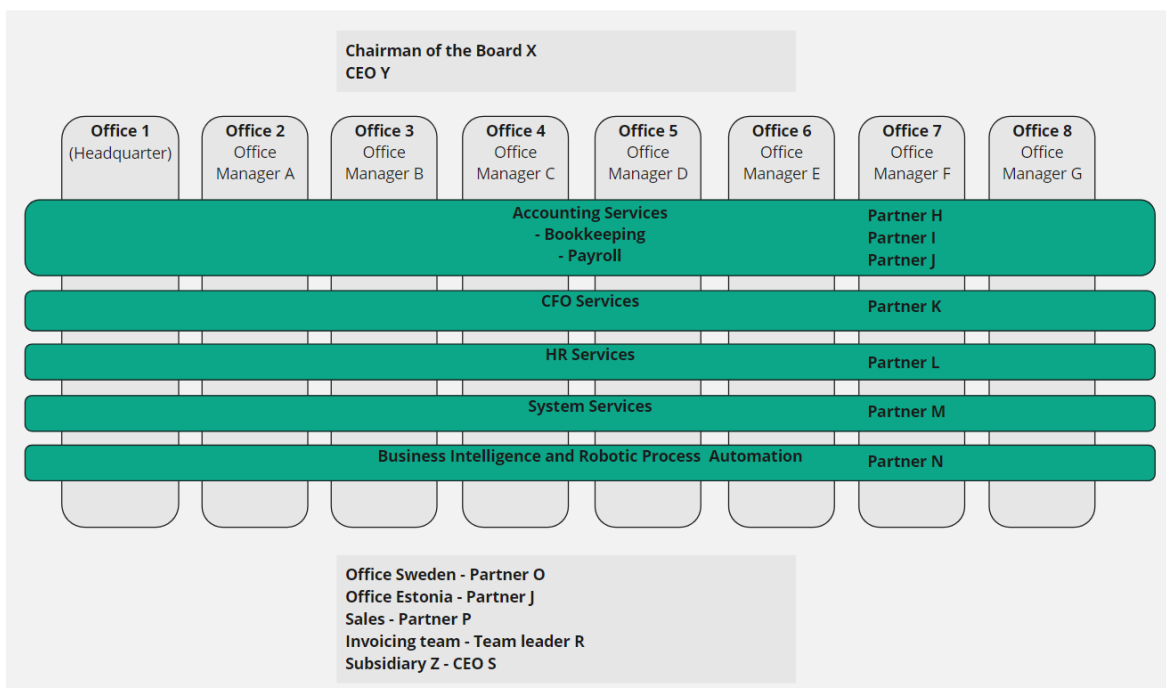 Chairman of the Board X
CEO Y
Office 1
(Headquarter)
Office 2
Office
Manager A
Office 3
Office
Manager B
Office 4
Office
Manager C
Office 5
Office
Manager D
Office 6
Office
Manager E
Office 7
Office
Manager F
Office 8
Office
Manager G
Accounting Services
- Bookkeeping
- Payroll
Partner H
Partner I
Partner J
CFO Services
Partner K
HR Services
Partner L
System Services
Partner M
Business Intelligence and Robotic Process Automation
Partner N
Office Sweden - Partner O
Office Estonia - Partner J
Sales - Partner P
Invoicing team - Team leader R
Subsidiary Z - CEO S